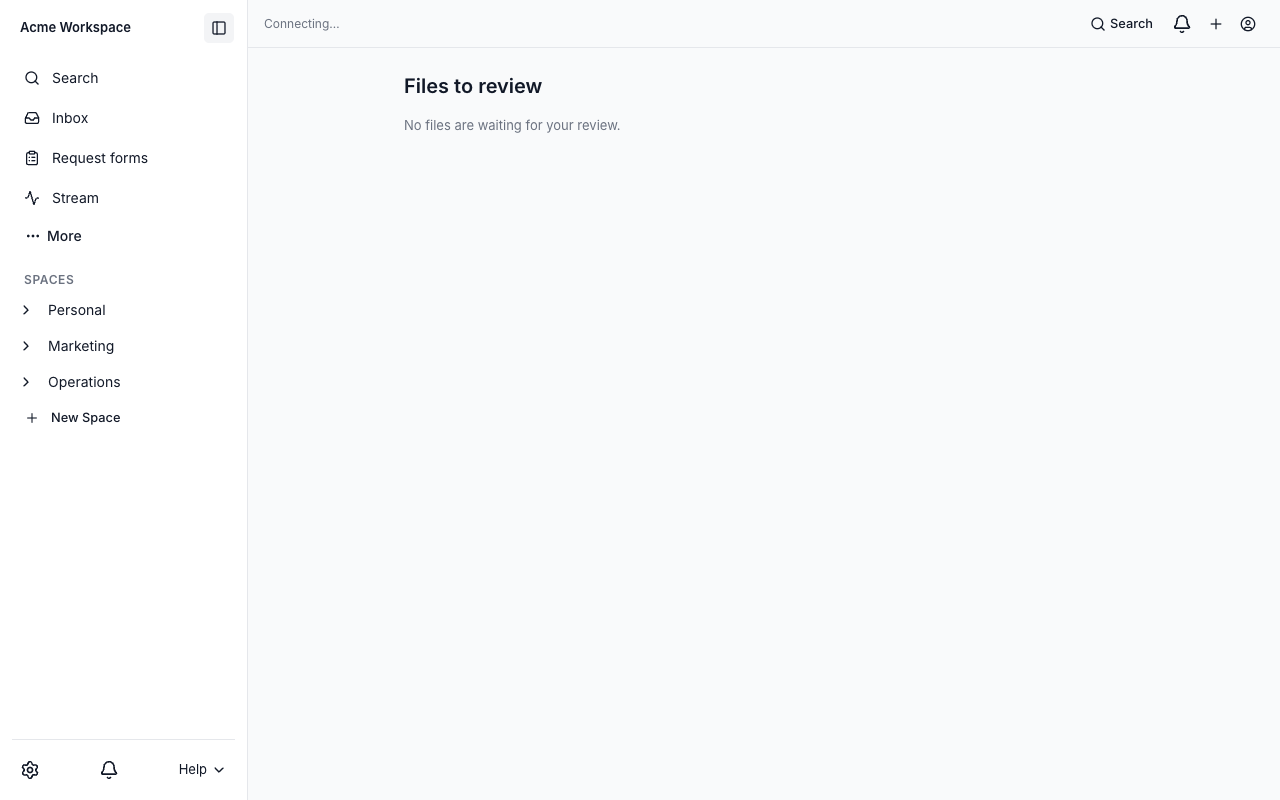 Acme Workspace
Search
Inbox
Request forms
Stream
More
SPACES
Personal
Marketing
Operations
New Space
Help
Connecting...
Search
Files to review
No files are waiting for your review.